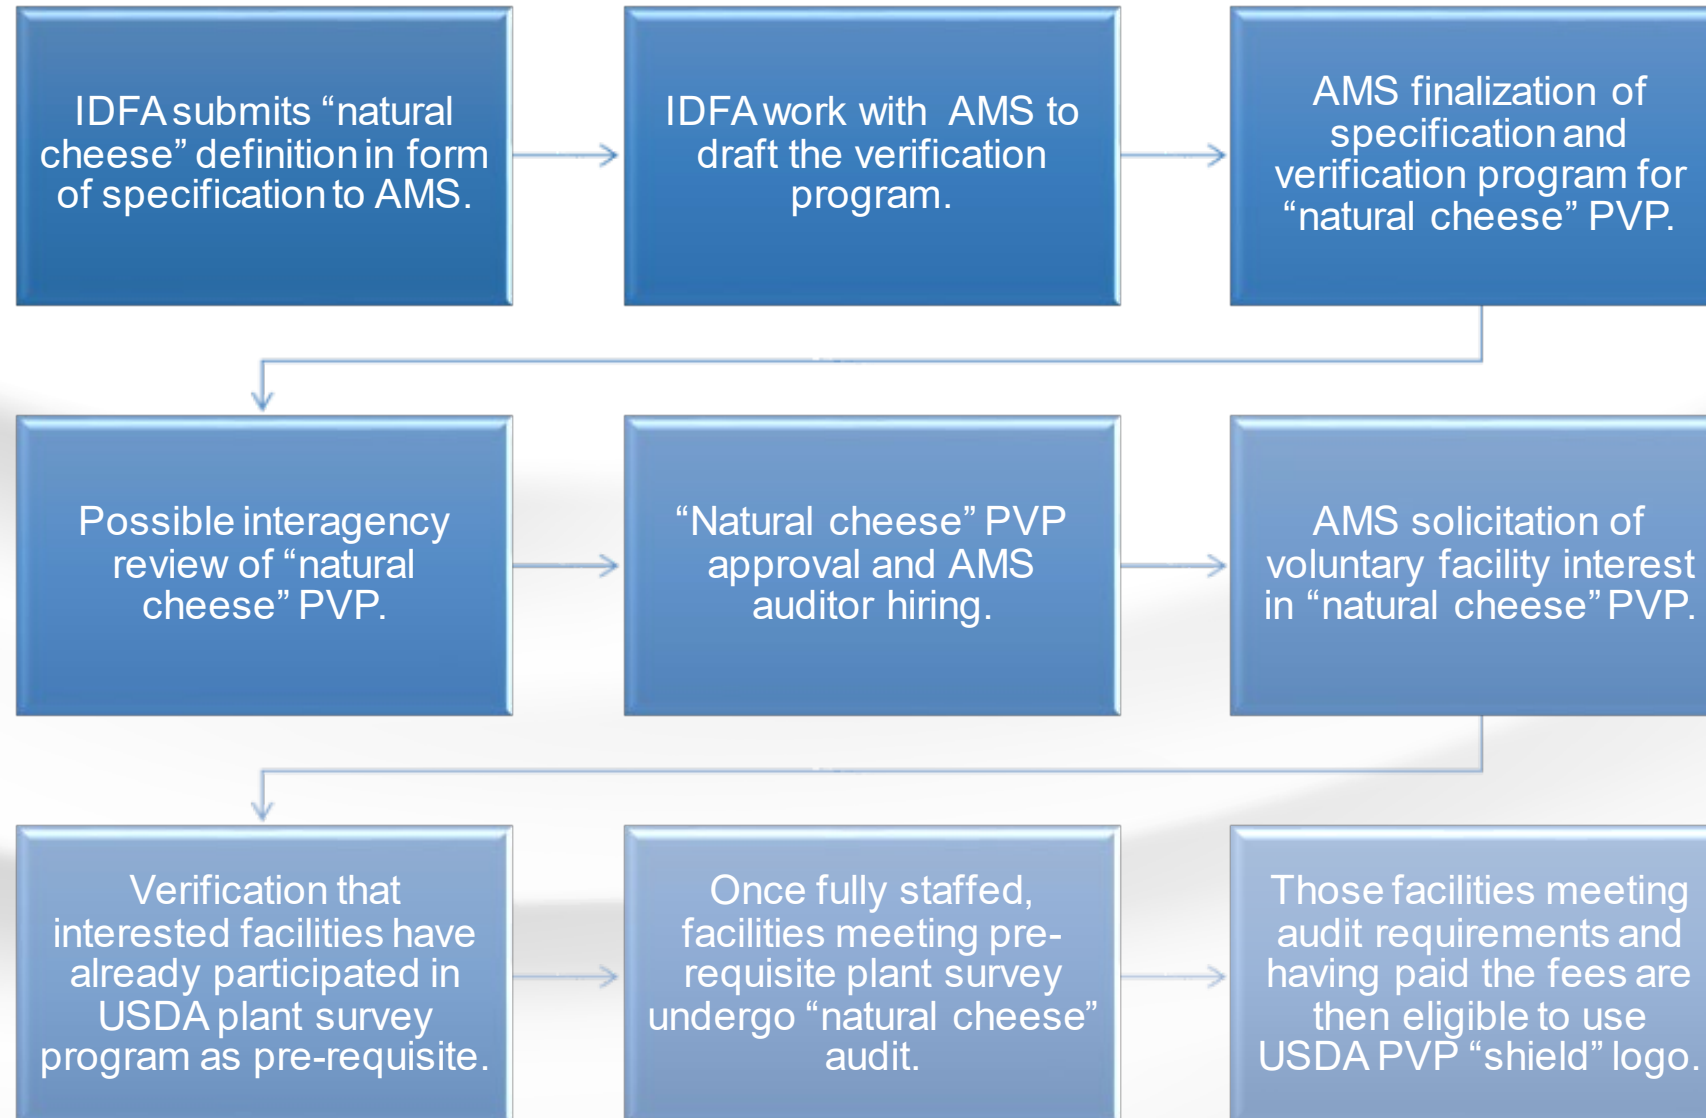 IDFA submits “natural
cheese” definition in form
of specification to AMS.
IDFA work with AMS to
draft the verification
program.
AMS finalization of
specification and
verification program for
“natural cheese” PVP.
Possible interagency
review of “natural
cheese” PVP.
“Natural cheese” PVP
approval and AMS
auditor hiring.
AMS solicitation of
voluntary facility interest
in “natural cheese” PVP.
Verification that
interested facilities have
already participated in
USDA plant survey
program as pre-requisite.
Once fully staffed,
facilities meeting pre-
requisite plant survey
undergo “natural cheese”
audit.
Those facilities meeting
audit requirements and
having paid the fees are
then eligible to use
USDA PVP “shield” logo.